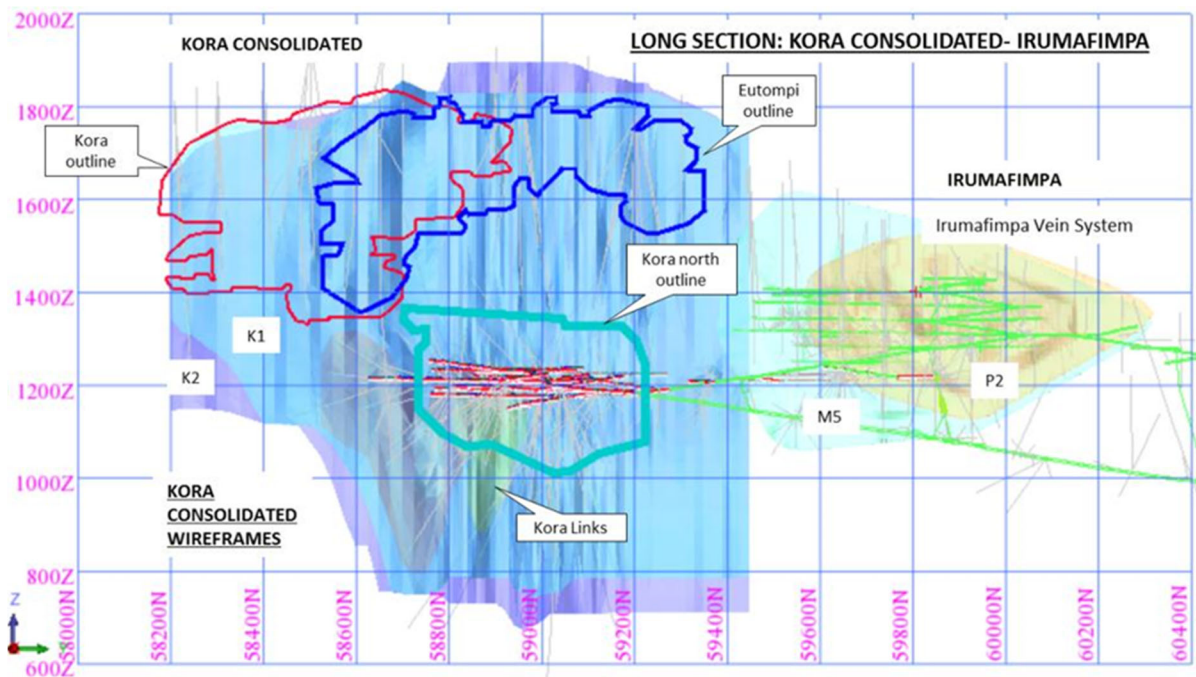 LONG SECTION: KORA CONSOLIDATED- IRUMAFIMPA
KORA CONSOLIDATED
2000Z
1800Z
1600Z
1400Z
1200Z
1000Z
800Z
600Z
Kora
outline
Eutompi
outline
IRUMAFIMPA
Irumafimpa Vein System
Kora north
outline
K1
K2
P2
M5
KORA
CONSOLIDATED
WIREFRAMES
Kora Links
Z
58000N
58200N
58400N
58600N
58800N
59000N
59200N
59400N
59600N
59800N
60000N
60200N
60400N